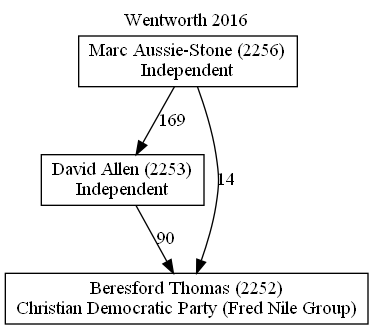 Wentworth 2016
Marc Aussie-Stone (2256)
Independent
169
David Allen (2253)
Independent
14
90
Beresford Thomas (2252)
Christian Democratic Party (Fred Nile Group)